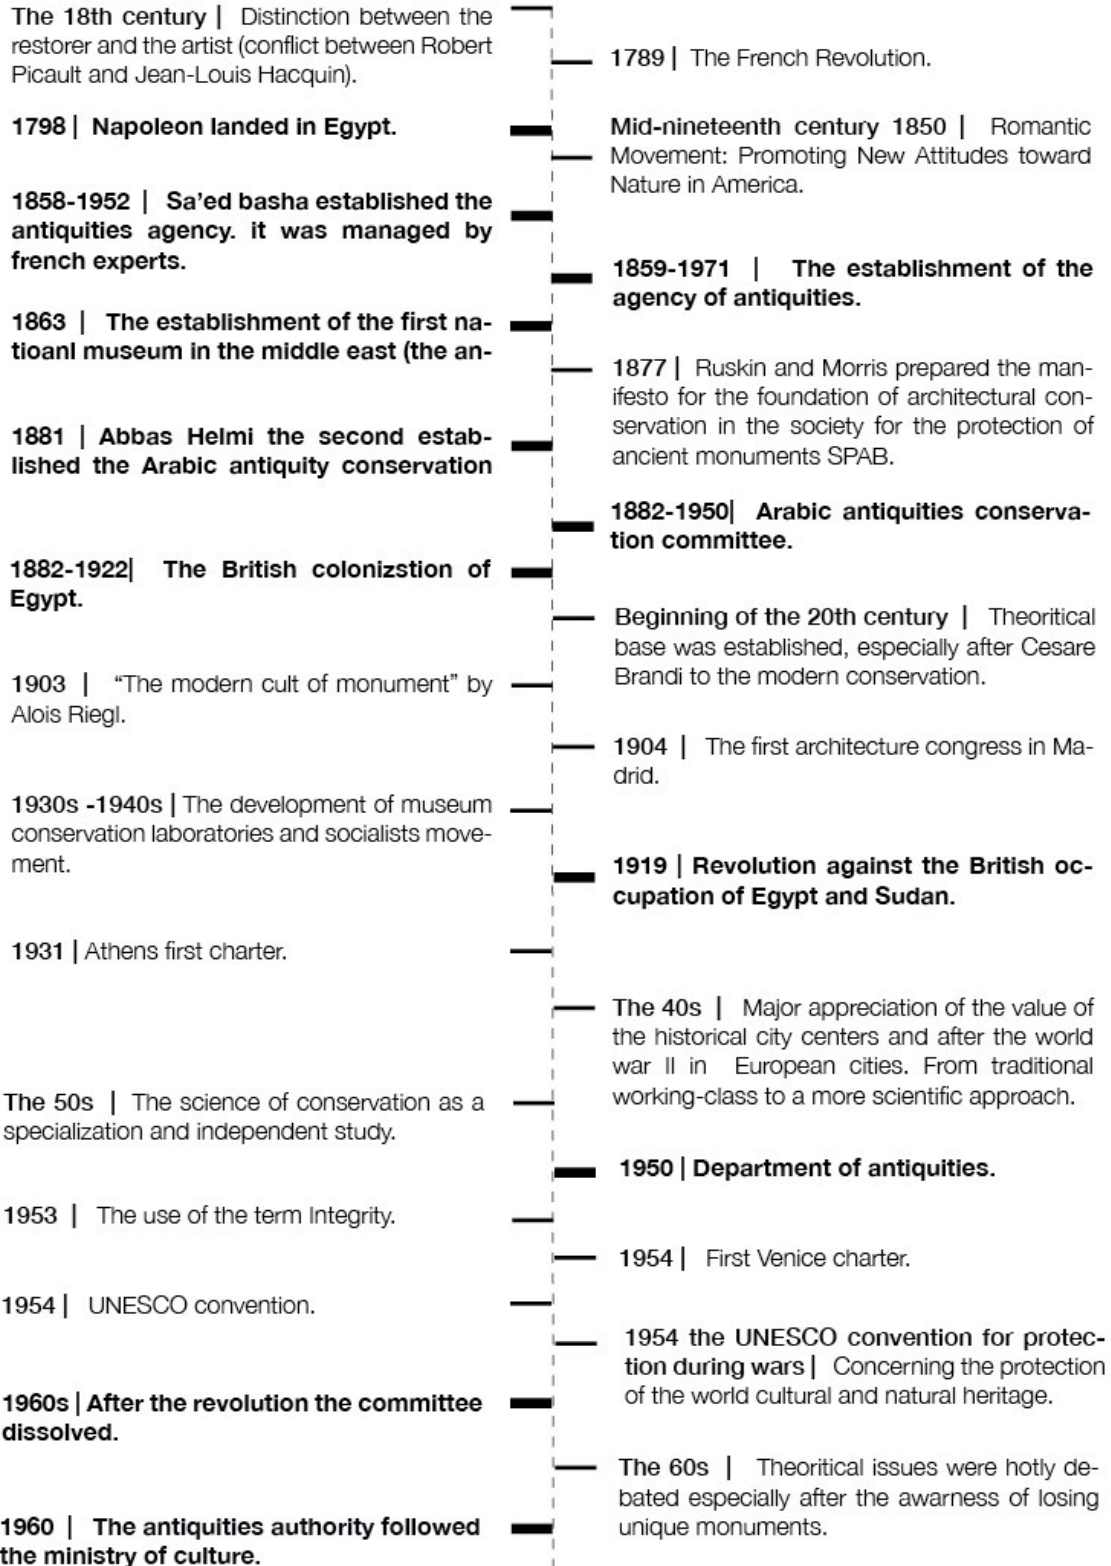 The 18th century | Distinction between the
restorer and the artist (conflict between Robert
Picault and Jean-Louis Hacquin).
1789 | The French Revolution.
1798 | Napoleon landed in Egypt.
Mid-nineteenth century 1850 | Romantic
Movement: Promoting New Attitudes toward
Nature in America.
1858-1952 | Sa'ed basha established the
antiquities agency. it was managed by
french experts.
1859-1971 | The establishment of the
agency of antiquities.
1863 | The establishment of the first na-
tioanl museum in the middle east (the an-
1877 | Ruskin and Morris prepared the man-
ifesto for the foundation of architectural con-
servation in the society for the protection of
ancient monuments SPAB.
1881 | Abbas Helmi the second estab-
lished the Arabic antiquity conservation
1882-1950| Arabic antiquities conserva-
tion committee.
1882-1922| The British colonizstion of
Egypt.
Beginning of the 20th century | Theoritical
base was established, especially after Cesare
Brandi to the modern conservation.
1903 | “The modern cult of monument” by
Alois Riegl.
1904 | The first architecture congress in Ma-
drid.
1930s -1940s | The development of museum
conservation laboratories and socialists move-
ment.
1919 | Revolution against the British oc-
cupation of Egypt and Sudan.
1931 | Athens first charter.
The 40s | Major appreciation of the value of
the historical city centers and after the world
war II in European cities. From traditional
working-class to a more scientific approach.
The 50s | The science of conservation as a
specialization and independent study.
1950 | Department of antiquities.
1953 | The use of the term Integrity.
1954 | First Venice charter.
1954 | UNESCO convention.
1954 the UNESCO convention for protec-
tion during wars | Concerning the protection
of the world cultural and natural heritage.
1960s | After the revolution the committee
dissolved.
The 60s | Theoritical issues were hotly de-
bated especially after the awarness of losing
unique monuments.
1960 | The antiquities authority followed
the ministry of culture.